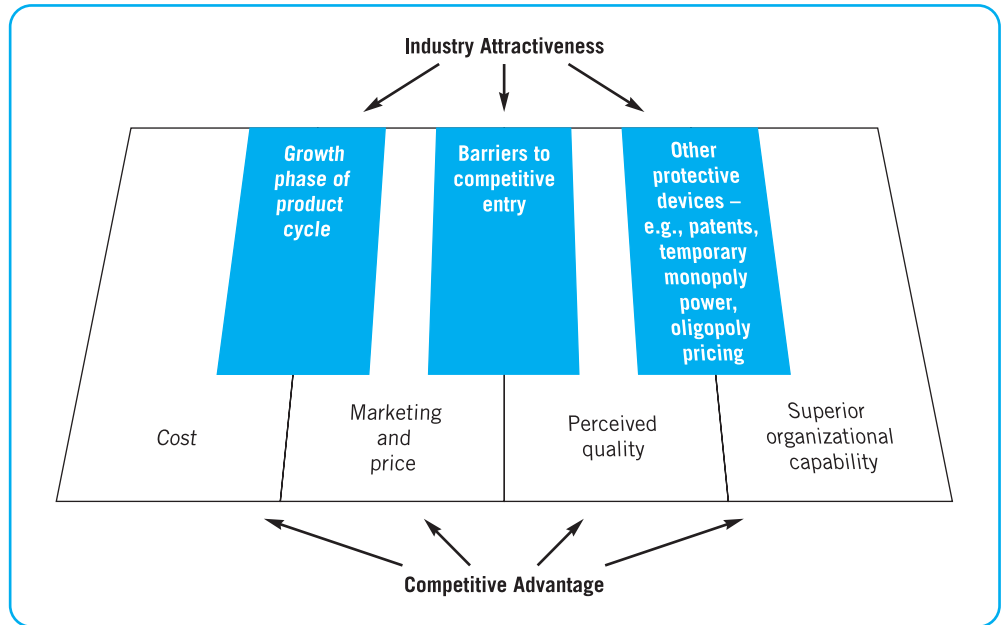 Industry Attractiveness
Growth
phase of
product
cycle
Barriers to
competitive
entry
Other
protective
devices –
e.g., patents,
temporary
monopoly
power,
oligopoly
pricing
Cost
Marketing
and
price
Perceived
quality
Superior
organizational
capability
Competitive Advantage